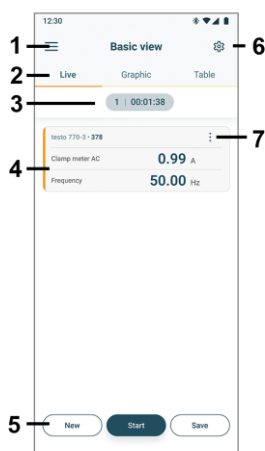 12:30
1 Basic view 6
2 Live Graphic Table
3 1 | 00:01:38
testo 770-3 • 378 7
4 Clamp meter AC 0.99 A
Frequency 50.00 Hz
5 New Start Save